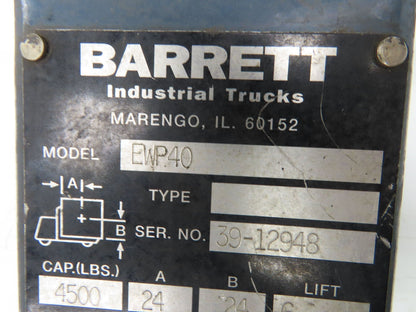 BARRETT
Industrial Trucks
MARENGO, IL. 60152
MODEL EWP40
TYPE
A
B
SER. NO. 39-12948
CAP.(LBS.) A B LIFT
4500 24 24 6